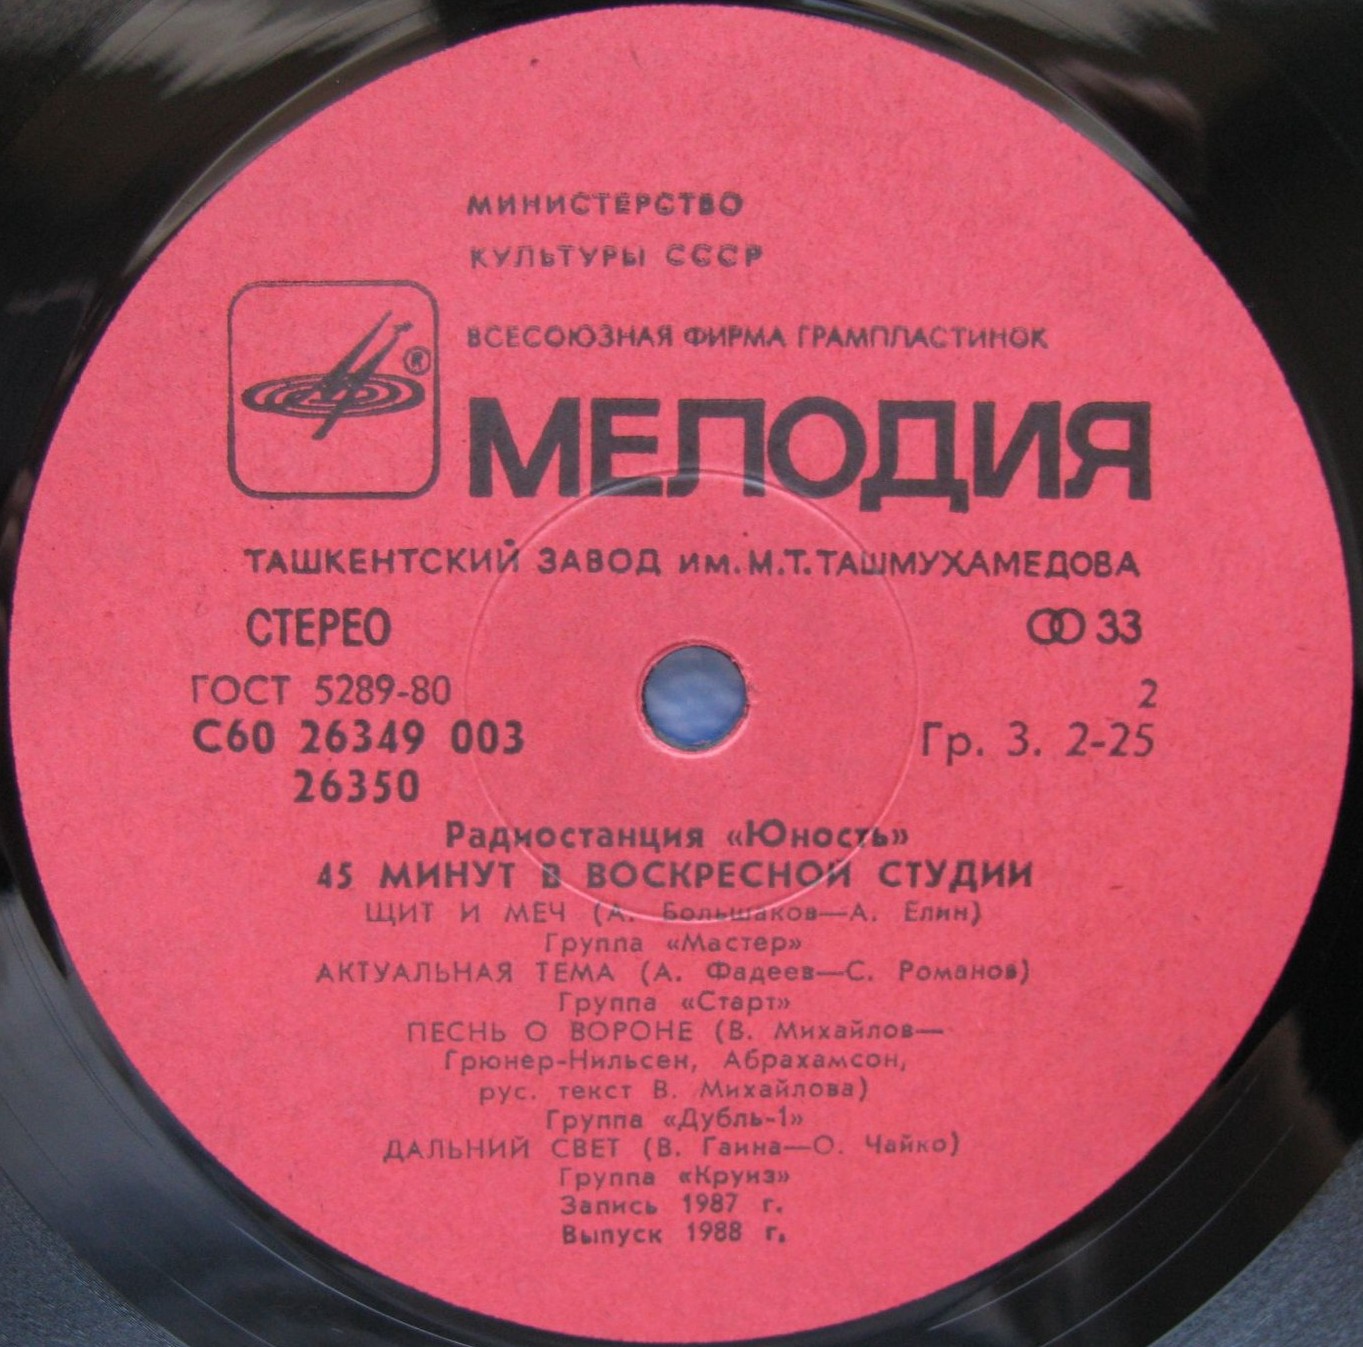 МИНИСТЕРСТВО
КУЛЬТУРЫ СССР
®
ВСЕСОЮЗНАЯ ФИРМА ГРАМПЛАСТИНОК
МЕЛОДИЯ
ТАШКЕНТСКИЙ ЗАВОД им. М.Т.ТАШМУХАМЕДОВА
СТЕРЕО 33
ГОСТ 5289-80 2
С60 26349 003 Гр. 3. 2-25
26350
Радиостанция «Юность»
45 МИНУТ В ВОСКРЕСНОЙ СТУДИИ
ЩИТ И МЕЧ (А. Большаков—А. Елин)
Группа «Мастер»
АКТУАЛЬНАЯ ТЕМА (А. Фадеев—С. Романов)
Группа «Старт»
ПЕСНЬ О ВОРОНЕ (В. Михайлов—
Грюнер-Нильсен, Абрахамсон,
рус. текст В. Михайлова)
Группа «Дубль-1»
ДАЛЬНИЙ СВЕТ (В. Гаина—О. Чайко)
Группа «Круиз»
Запись 1987 г.
Выпуск 1988 г.